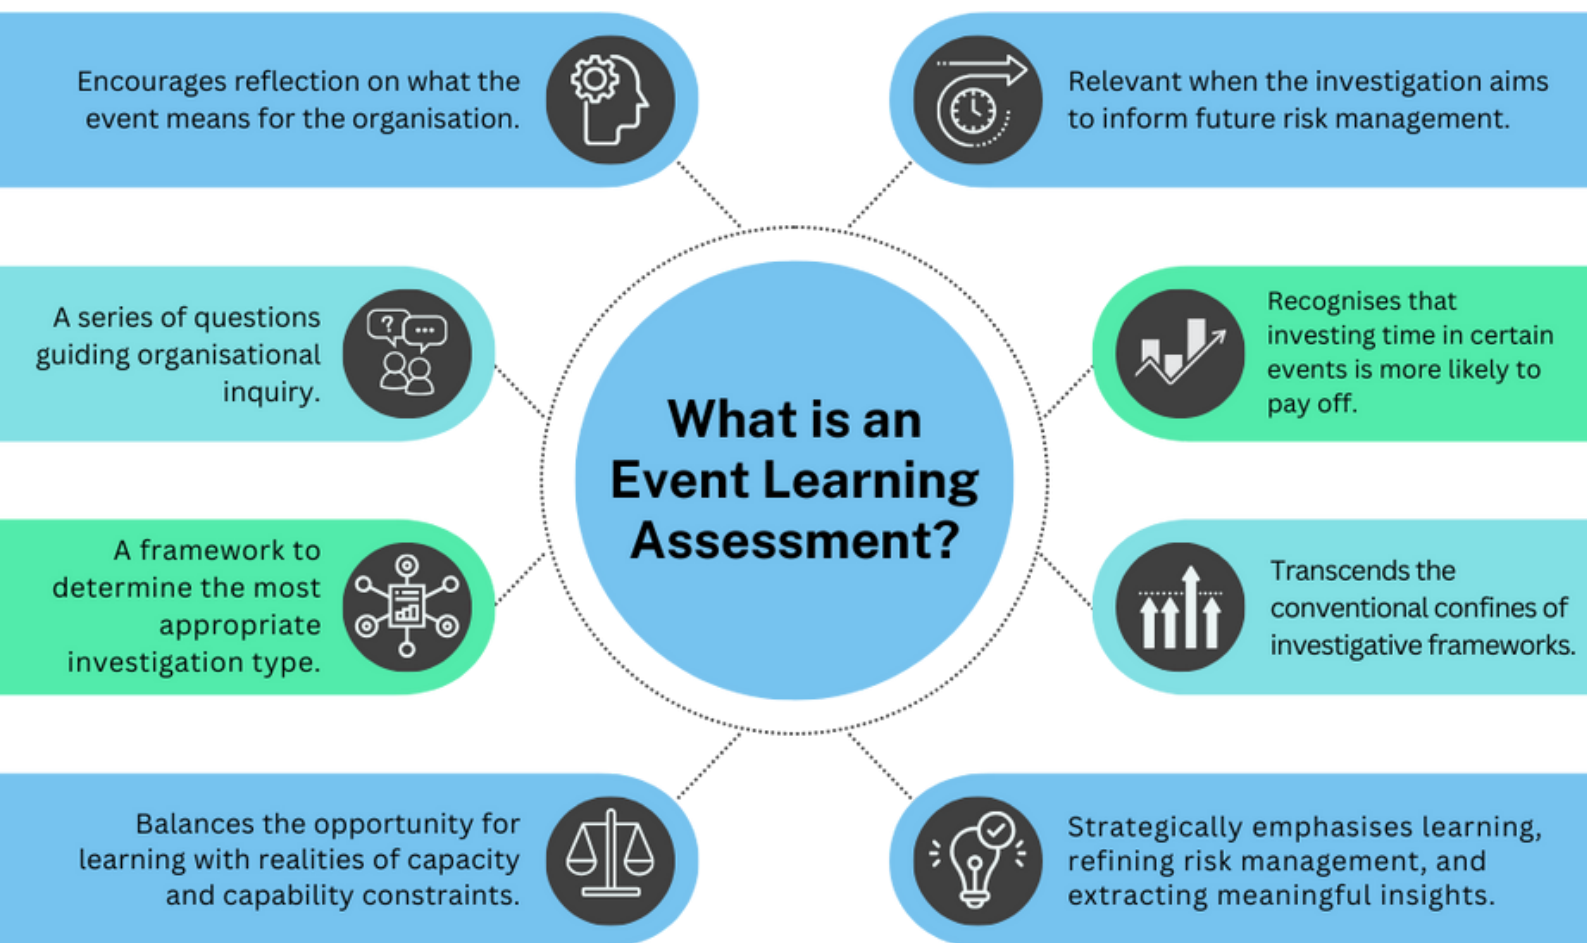 Encourages reflection on what the
event means for the organisation.
Relevant when the investigation aims
to inform future risk management.
A series of questions
guiding organisational
inquiry.
?
...
Recognises that
investing time in certain
events is more likely to
pay off.
What is an
Event Learning
Assessment?
A framework to
determine the most
appropriate
investigation type.
Transcends the
conventional confines of
investigative frameworks.
Balances the opportunity for
learning with realities of capacity
and capability constraints.
Strategically emphasises learning,
refining risk management, and
extracting meaningful insights.